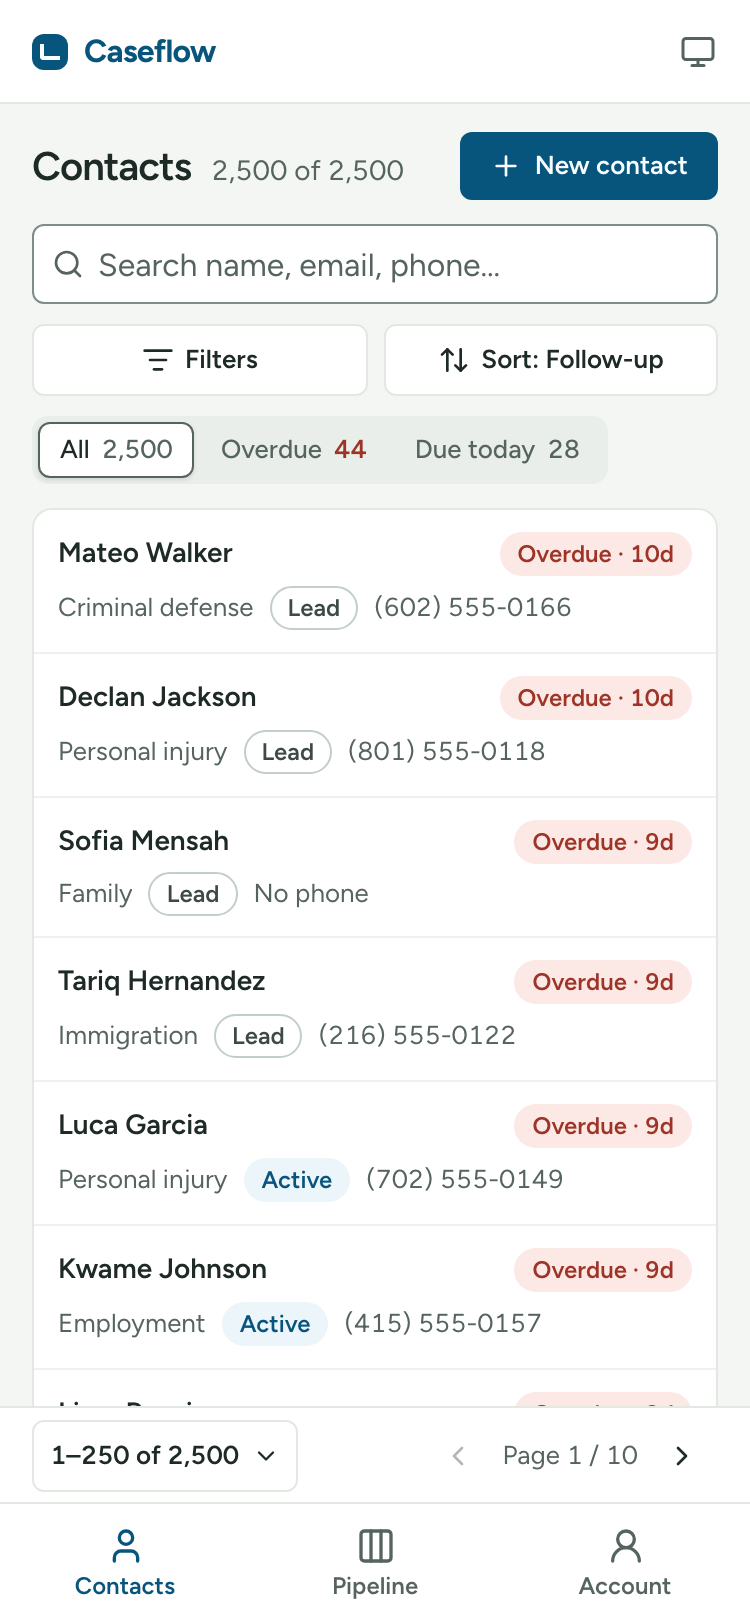 Caseflow
Contacts 2,500 of 2,500
+ New contact
Search name, email, phone...
Filters
Sort: Follow-up
All 2,500
Overdue 44
Due today 28
Mateo Walker
Overdue · 10d
Criminal defense Lead (602) 555-0166
Declan Jackson
Overdue · 10d
Personal injury Lead (801) 555-0118
Sofia Mensah
Overdue · 9d
Family Lead No phone
Tariq Hernandez
Overdue · 9d
Immigration Lead (216) 555-0122
Luca Garcia
Overdue · 9d
Personal injury Active (702) 555-0149
Kwame Johnson
Overdue · 9d
Employment Active (415) 555-0157
1–250 of 2,500
Page 1 / 10
Contacts
Pipeline
Account